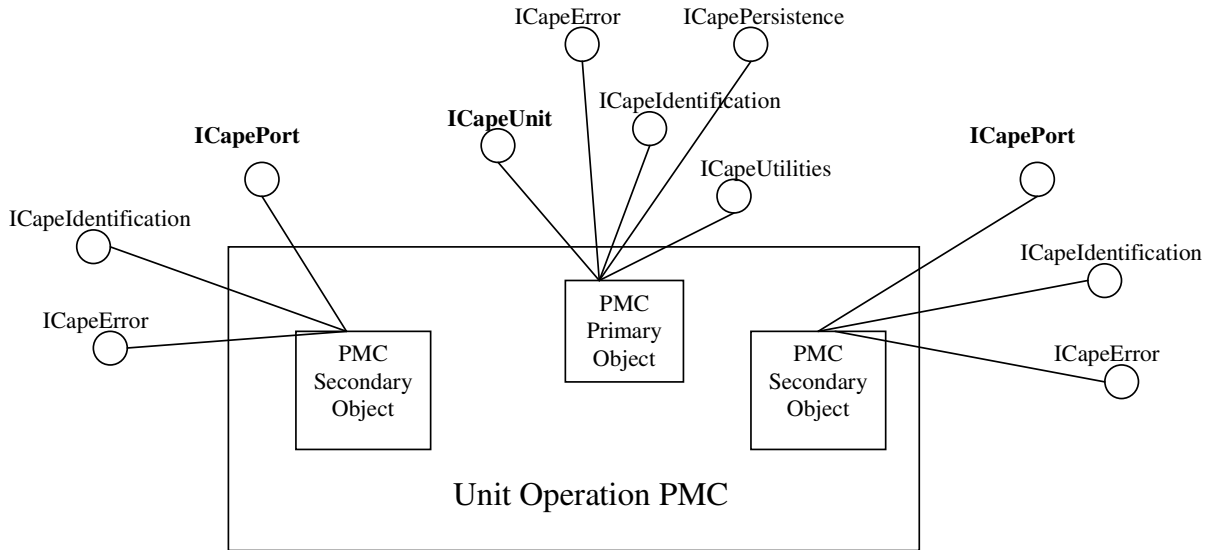 ICapeError
ICapePersistence
ICapeIdentification
ICapeUnit
ICapePort
ICapePort
ICapeUtilities
ICapeIdentification
ICapeIdentification
ICapeError
ICapeError
PMC
Primary
Object
PMC
Secondary
Object
PMC
Secondary
Object
Unit Operation PMC